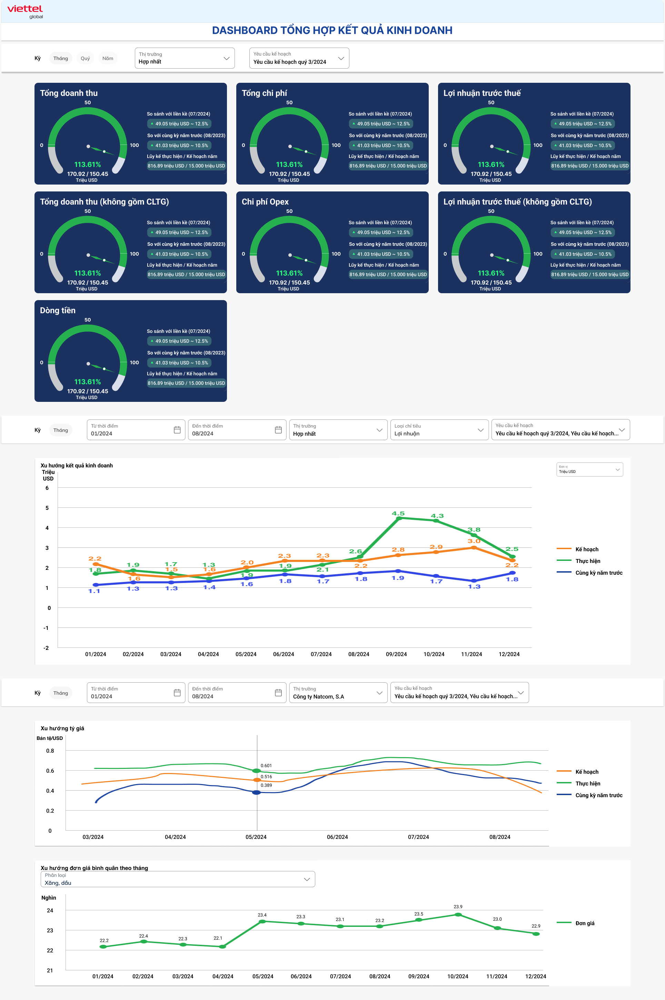 viettel
global
DASHBOARD TỔNG HỢP KẾT QUẢ KINH DOANH
Kỳ Tháng Quý Năm
Thị trường
Hợp nhất
Yêu cầu kế hoạch
Yêu cầu kế hoạch quý 3/2024
Tổng doanh thu
50
0
100
113.61%
170.92 / 150.45
Triệu USD
So sánh với liền kề (07/2024)
49.05 triệu USD ~ 12.5%
So với cùng kỳ năm trước (08/2023)
41.03 triệu USD ~ 10.5%
Lũy kế thực hiện / Kế hoạch năm
816.89 triệu USD / 15.000 triệu USD
Tổng chi phí
50
0
100
113.61%
170.92 / 150.45
Triệu USD
So sánh với liền kề (07/2024)
49.05 triệu USD ~ 12.5%
So với cùng kỳ năm trước (08/2023)
41.03 triệu USD ~ 10.5%
Lũy kế thực hiện / Kế hoạch năm
816.89 triệu USD / 15.000 triệu USD
Lợi nhuận trước thuế
50
0
100
113.61%
170.92 / 150.45
Triệu USD
So sánh với liền kề (07/2024)
49.05 triệu USD ~ 12.5%
So với cùng kỳ năm trước (08/2023)
41.03 triệu USD ~ 10.5%
Lũy kế thực hiện / Kế hoạch năm
816.89 triệu USD / 15.000 triệu USD
Tổng doanh thu (không gồm CLTG)
50
0
100
113.61%
170.92 / 150.45
Triệu USD
So sánh với liền kề (07/2024)
49.05 triệu USD ~ 12.5%
So với cùng kỳ năm trước (08/2023)
41.03 triệu USD ~ 10.5%
Lũy kế thực hiện / Kế hoạch năm
816.89 triệu USD / 15.000 triệu USD
Chi phí Opex
50
0
100
113.61%
170.92 / 150.45
Triệu USD
So sánh với liền kề (07/2024)
49.05 triệu USD ~ 12.5%
So với cùng kỳ năm trước (08/2023)
41.03 triệu USD ~ 10.5%
Lũy kế thực hiện / Kế hoạch năm
816.89 triệu USD / 15.000 triệu USD
Lợi nhuận trước thuế (không gồm CLTG)
50
0
100
113.61%
170.92 / 150.45
Triệu USD
So sánh với liền kề (07/2024)
49.05 triệu USD ~ 12.5%
So với cùng kỳ năm trước (08/2023)
41.03 triệu USD ~ 10.5%
Lũy kế thực hiện / Kế hoạch năm
816.89 triệu USD / 15.000 triệu USD
Dòng tiền
50
0
100
113.61%
170.92 / 150.45
Triệu USD
So sánh với liền kề (07/2024)
49.05 triệu USD ~ 12.5%
So với cùng kỳ năm trước (08/2023)
41.03 triệu USD ~ 10.5%
Lũy kế thực hiện / Kế hoạch năm
816.89 triệu USD / 15.000 triệu USD
Kỳ Tháng
Từ thời điểm
01/2024
Đến thời điểm
08/2024
Thị trường
Hợp nhất
Loại chỉ tiêu
Lợi nhuận
Yêu cầu kế hoạch
Yêu cầu kế hoạch quý 3/2024, Yêu cầu kế hoạch...
Xu hướng kết quả kinh doanh
Đơn vị
Triệu USD
Triệu
USD
6
5
4
3
2
1
0
-1
-2
2.2 1.6 1.5 1.6 2.0 2.3 2.3 2.2 2.8 2.9 3.0 2.2
1.8 1.9 1.7 1.3 1.9 1.9 2.1 2.6 4.5 4.3 3.8 2.5
1.1 1.3 1.3 1.4 1.6 1.8 1.7 1.8 1.9 1.7 1.3 1.8
01/2024 02/2024 03/2024 04/2024 05/2024 06/2024 07/2024 08/2024 09/2024 10/2024 11/2024 12/2024
Kế hoạch
Thực hiện
Cùng kỳ năm trước
Kỳ Tháng
Từ thời điểm
01/2024
Đến thời điểm
08/2024
Thị trường
Công ty Natcom, S.A
Yêu cầu kế hoạch
Yêu cầu kế hoạch quý 3/2024, Yêu cầu kế hoạch...
Xu hướng tỷ giá
Bản tệ/USD
0.8
0.6
0.4
0.2
0
0.601
0.516
0.389
03/2024 04/2024 05/2024 06/2024 07/2024 08/2024
Kế hoạch
Thực hiện
Cùng kỳ năm trước
Xu hướng đơn giá bình quân theo tháng
Phân loại
Xăng, dầu
Nghìn
24
23
22
21
22.2 22.4 22.3 22.1 23.4 23.3 23.1 23.2 23.5 23.9 23.0 22.9
01/2024 02/2024 03/2024 04/2024 05/2024 06/2024 07/2024 08/2024 09/2024 10/2024 11/2024 12/2024
Đơn giá